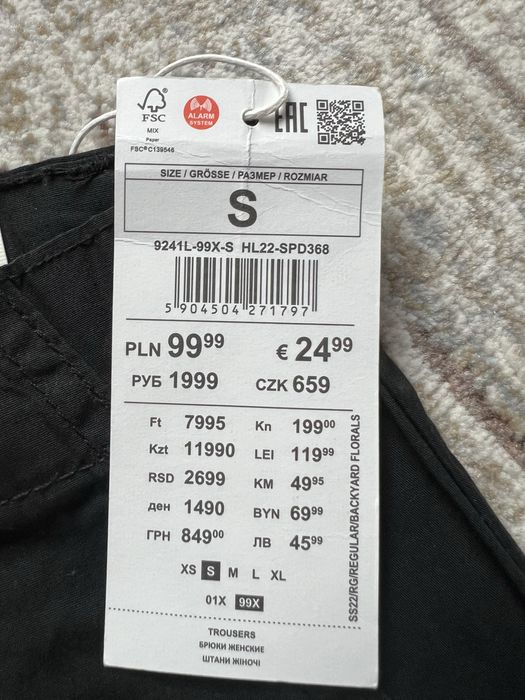 FSC
MIX
Paper
FSC® C139546
ALARM
SYSTEM
EAC
SIZE / GRÖSSE / РАЗМЕР / ROZMIAR
S
9241L-99X-S HL22-SPD368
5 904504 271797
PLN 99⁹⁹ € 24⁹⁹
РУБ 1999 CZK 659
Ft 7995 Kn 199⁰⁰
Kzt 11990 LEI 119⁹⁹
RSD 2699 KM 49⁹⁵
ден 1490 BYN 69⁹⁹
ГРН 849⁰⁰ ЛВ 45⁹⁹
XS S M L XL
01X 99X
SS22/RG/REGULAR/BACKYARD FLORALS
TROUSERS
БРЮКИ ЖЕНСКИЕ
ШТАНИ ЖІНОЧІ